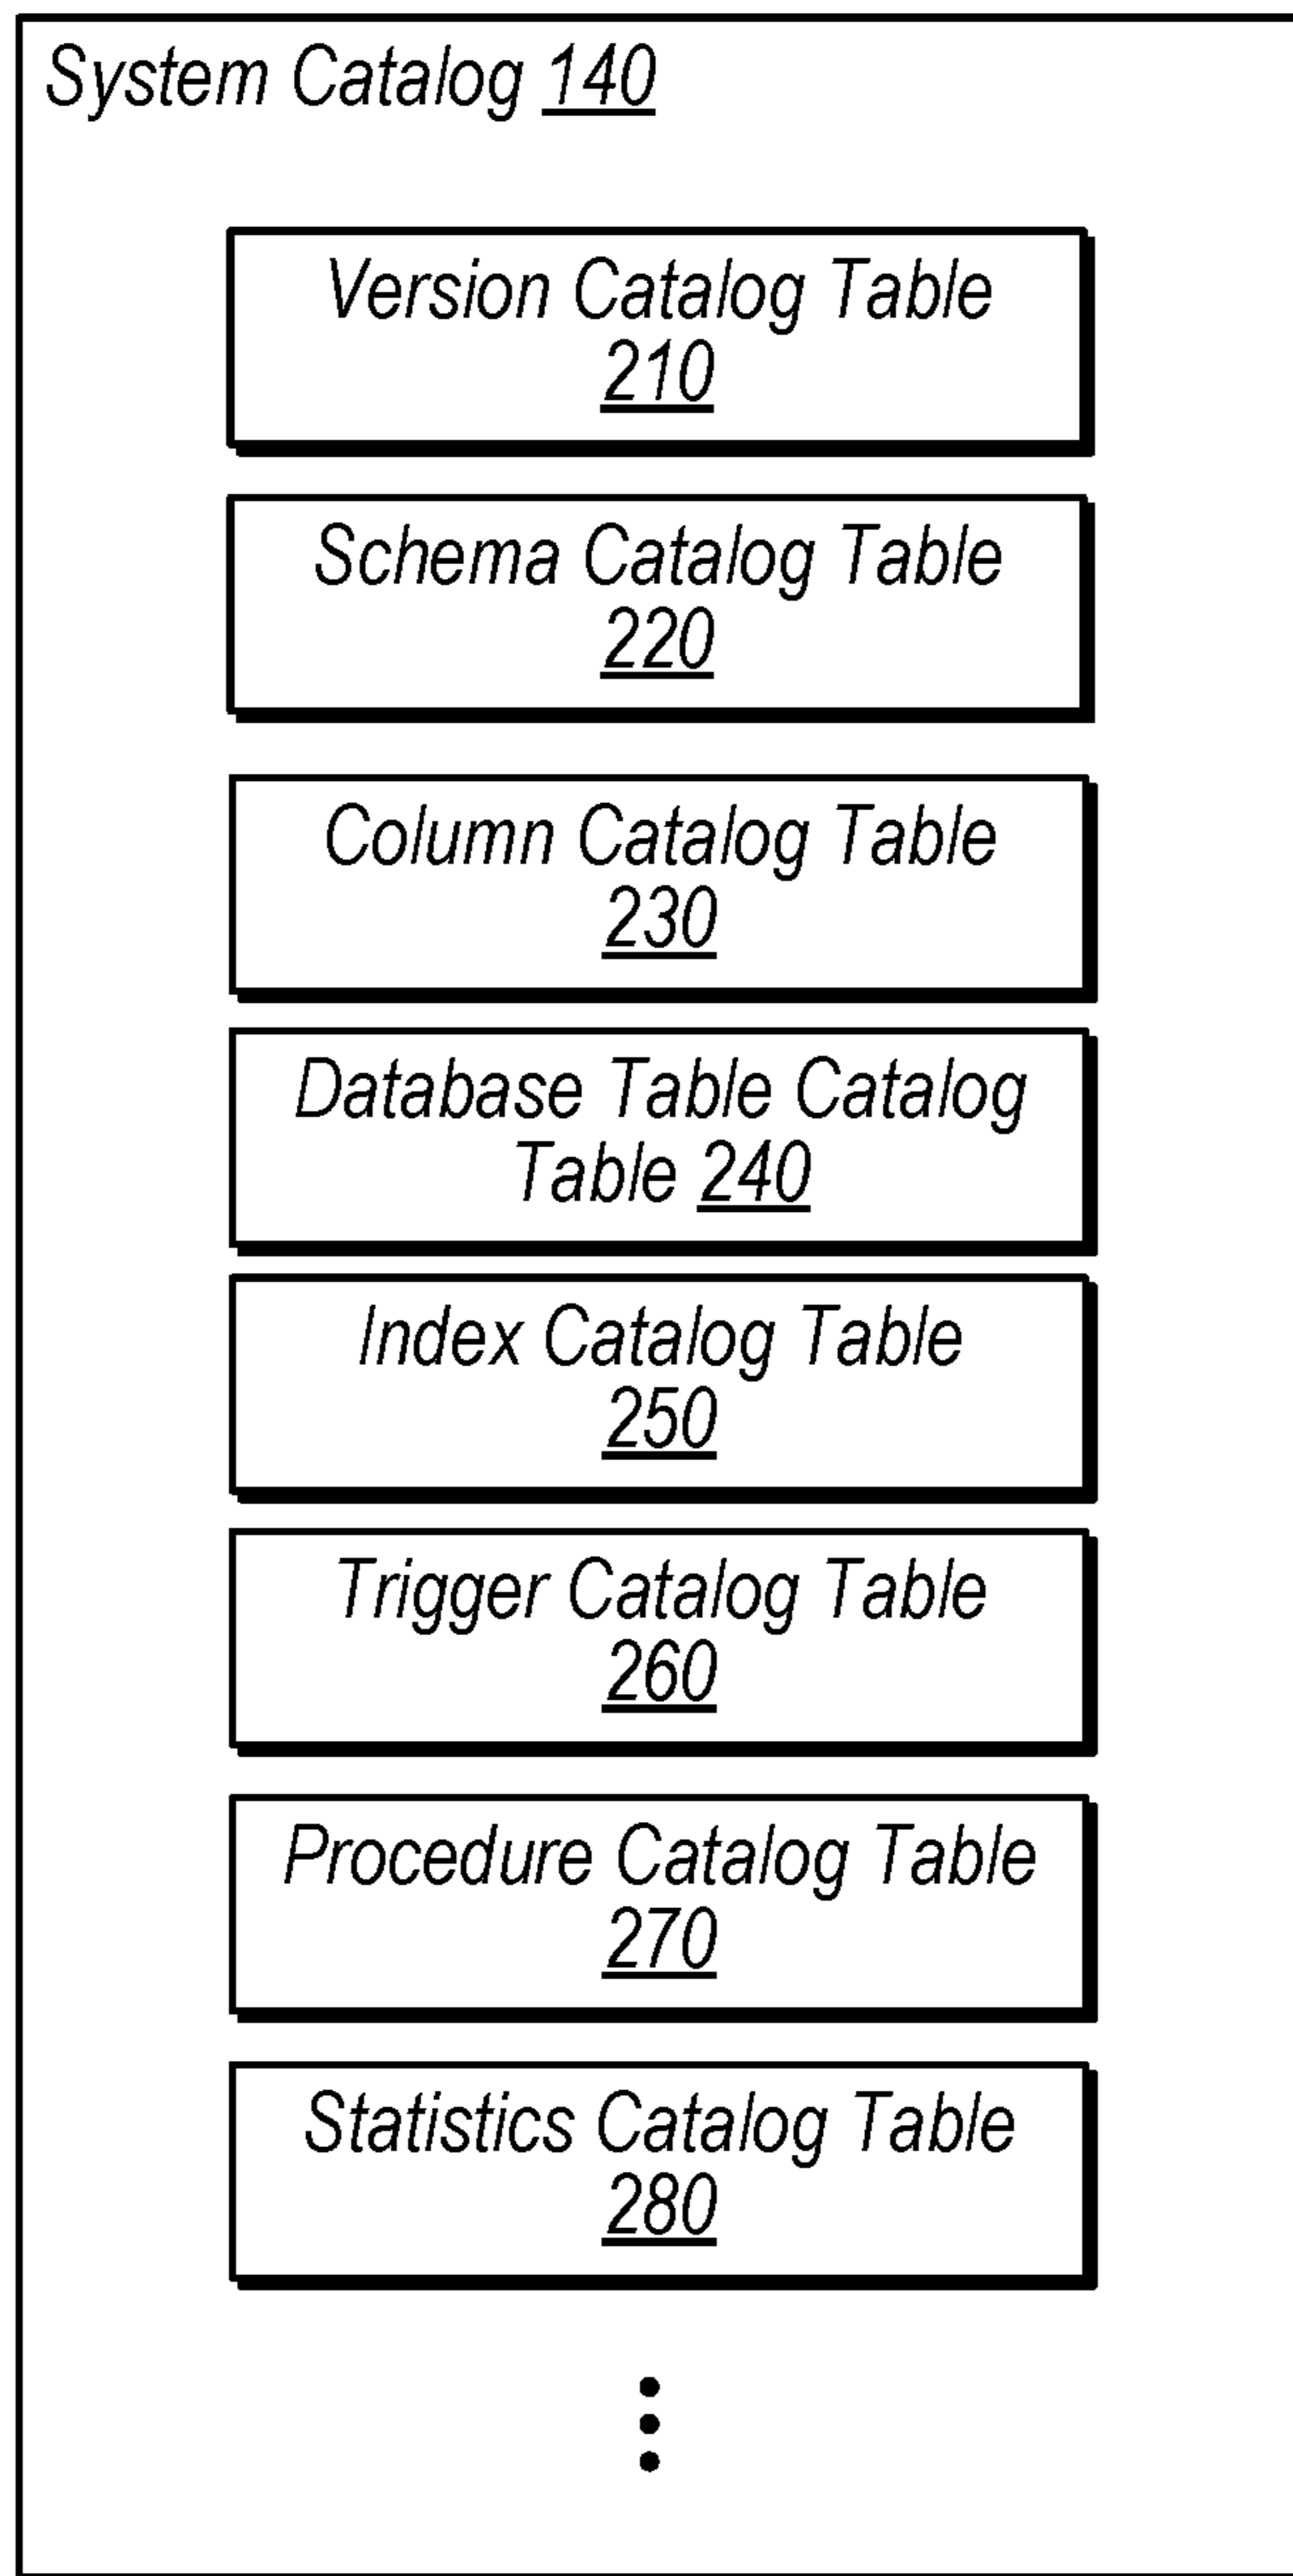 System Catalog 140
Version Catalog Table
210
Schema Catalog Table
220
Column Catalog Table
230
Database Table Catalog
Table 240
Index Catalog Table
250
Trigger Catalog Table
260
Procedure Catalog Table
270
Statistics Catalog Table
280